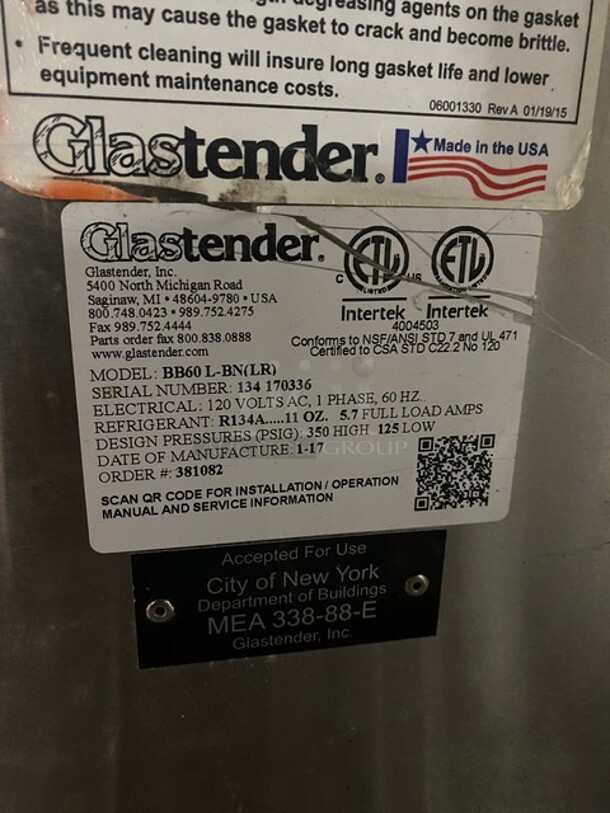 as this may cause the gasket to crack and become brittle.
• Frequent cleaning will insure long gasket life and lower
equipment maintenance costs.
06001330 Rev A 01/19/15
Glastender®
Made in the USA
Glastender®
Glastender, Inc.
5400 North Michigan Road
Saginaw, MI • 48604-9780 • USA
800.748.0423 • 989.752.4275
Fax 989.752.4444
Parts order fax 800.838.0888
www.glastender.com
C ETL US
LISTED
Intertek
ETL
Intertek
4004503
Conforms to NSF/ANSI STD 7 and UL 471
Certified to CSA STD C22.2 No 120
MODEL: BB60 L-BN(LR)
SERIAL NUMBER: 134 170336
ELECTRICAL: 120 VOLTS AC, 1 PHASE, 60 HZ.
REFRIGERANT: R134A.....11 OZ. 5.7 FULL LOAD AMPS
DESIGN PRESSURES (PSIG): 350 HIGH 125 LOW
DATE OF MANUFACTURE: 1-17
ORDER #: 381082
GROUP
SCAN QR CODE FOR INSTALLATION / OPERATION
MANUAL AND SERVICE INFORMATION
Accepted For Use
City of New York
Department of Buildings
MEA 338-88-E
Glastender, Inc.